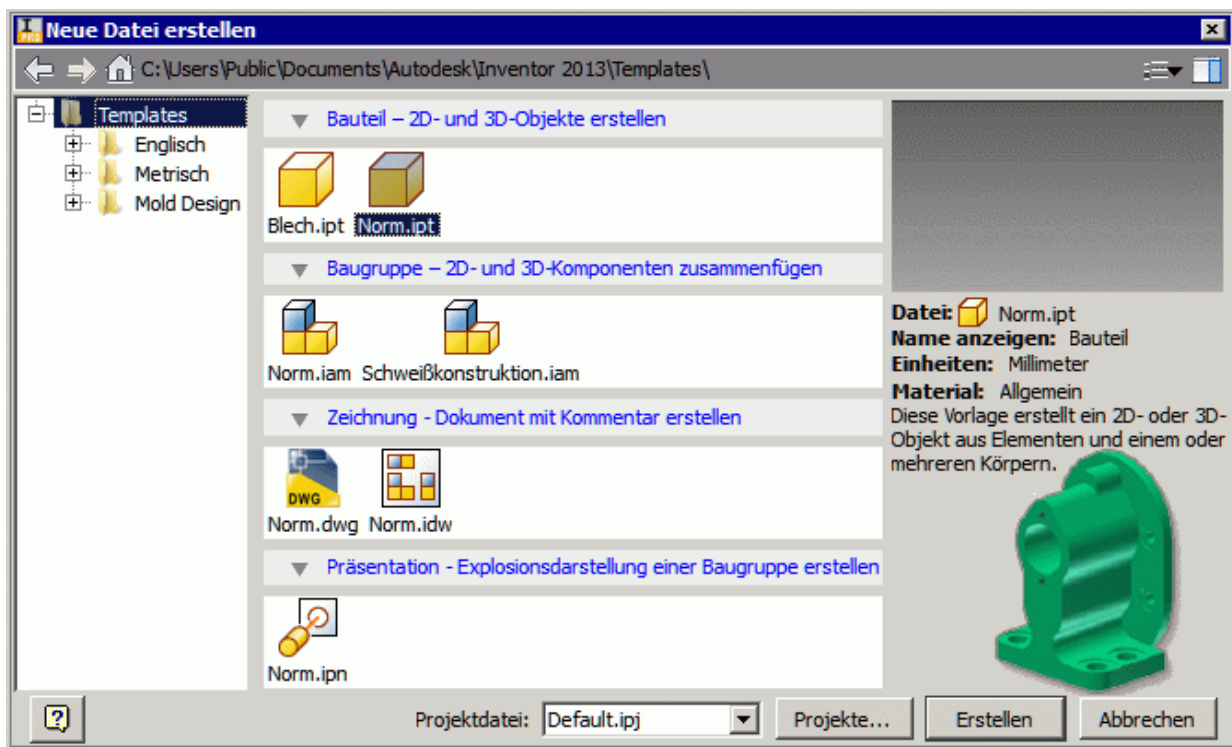 Neue Datei erstellen
C:\Users\Public\Documents\Autodesk\Inventor 2013\Templates\
Templates
Englisch
Metrisch
Mold Design
Bauteil – 2D- und 3D-Objekte erstellen
Blech.ipt Norm.ipt
Baugruppe – 2D- und 3D-Komponenten zusammenfügen
Norm.iam Schweißkonstruktion.iam
Zeichnung - Dokument mit Kommentar erstellen
DWG
Norm.dwg Norm.idw
Präsentation - Explosionsdarstellung einer Baugruppe erstellen
Norm.ipn
Datei: Norm.ipt
Name anzeigen: Bauteil
Einheiten: Millimeter
Material: Allgemein
Diese Vorlage erstellt ein 2D- oder 3D-
Objekt aus Elementen und einem oder
mehreren Körpern.
Projektdatei: Default.ipj Projekte... Erstellen Abbrechen